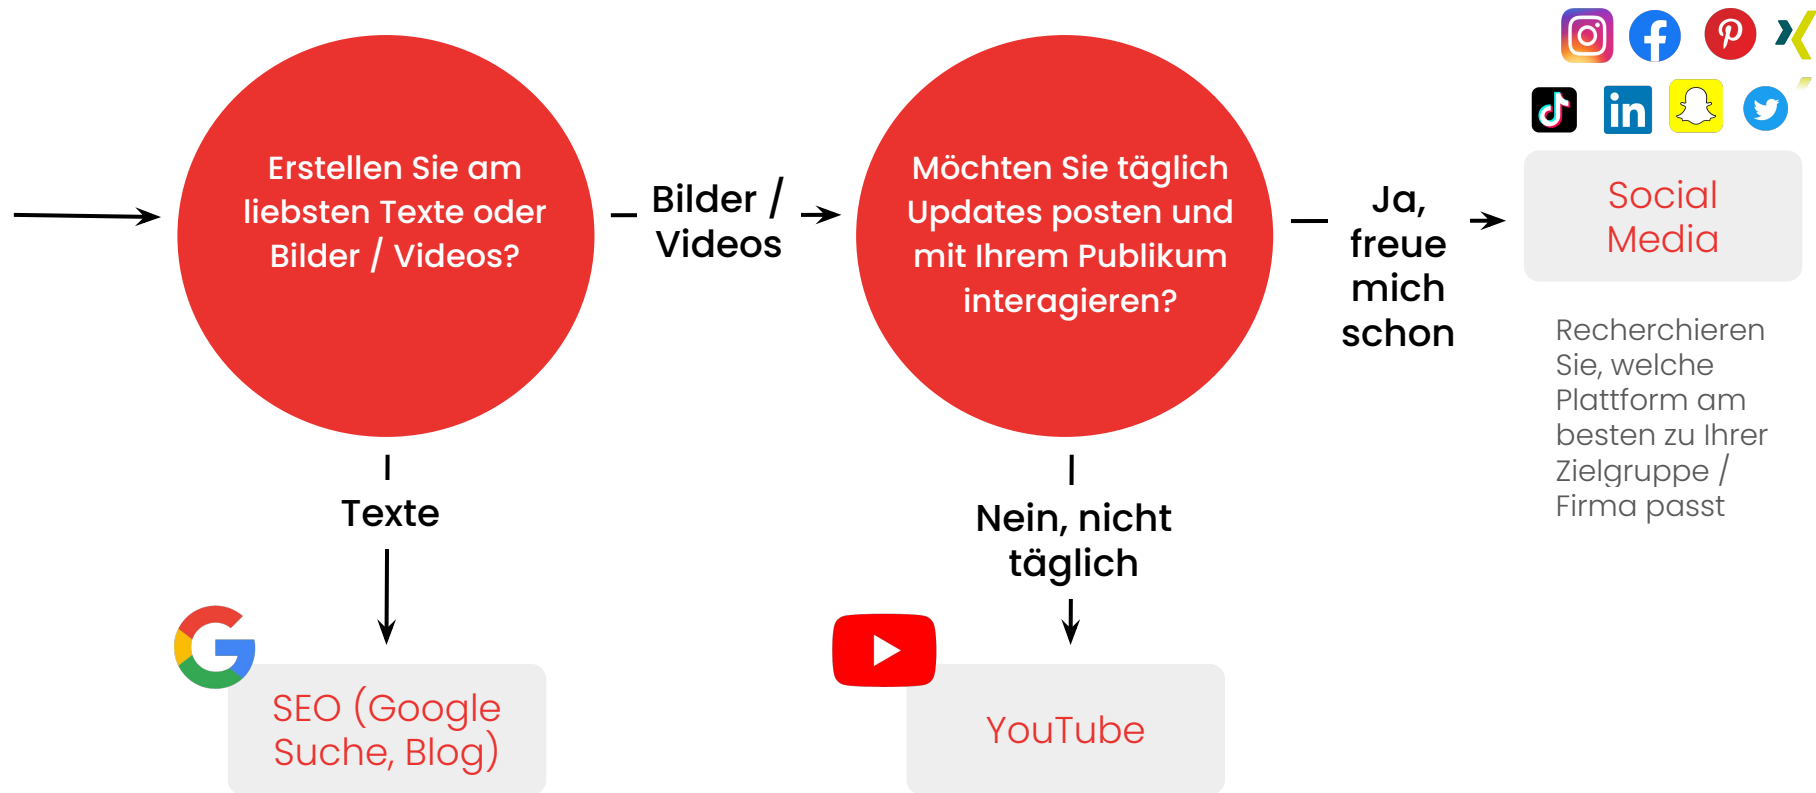 Erstellen Sie am
liebsten Texte oder
Bilder / Videos?
Bilder /
Videos
Möchten Sie täglich
Updates posten und
mit Ihrem Publikum
interagieren?
Ja,
freue
mich
schon
in
Social
Media
Recherchieren
Sie, welche
Plattform am
besten zu Ihrer
Zielgruppe /
Firma passt
Texte
SEO (Google
Suche, Blog)
Nein, nicht
täglich
YouTube